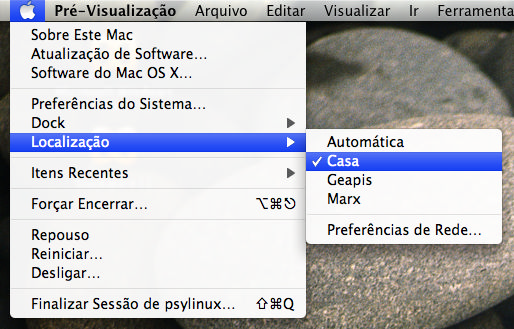 Pré-Visualização Arquivo Editar Visualizar Ir Ferramenta
Sobre Este Mac
Atualização de Software...
Software do Mac OS X...
Preferências do Sistema...
Dock
Localização
Itens Recentes
Forçar Encerrar... ⌥⌘⎋
Repouso
Reiniciar...
Desligar...
Finalizar Sessão de psylinux... ⇧⌘Q
Automática
✓ Casa
Geapis
Marx
Preferências de Rede...